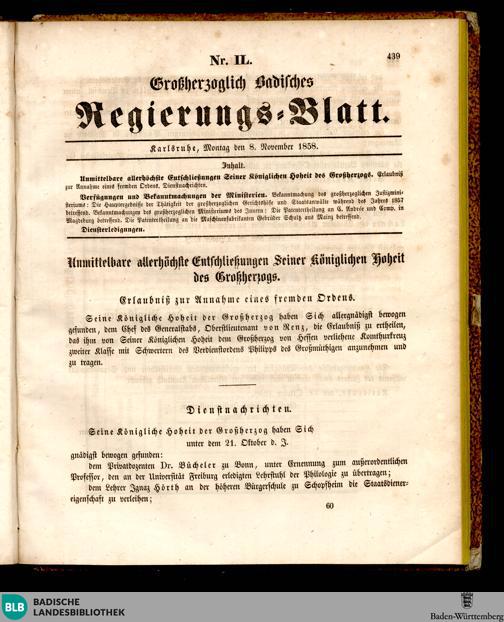 Nr. IL.
439
Großherzoglich Badisches
Regierungs-Blatt.
Karlsruhe, Montag den 8. November 1858.
Inhalt.
Unmittelbare allerhöchste Entschließungen Seiner Königlichen Hoheit des Großherzogs. Erlaubniß
zur Annahme eines fremden Ordens. Dienstnachrichten.
Verfügungen und Bekanntmachungen der Ministerien. Bekanntmachung des großherzoglichen Justizmini-
steriums: Die Hauptergebnisse der Thätigkeit der großherzoglichen Gerichtshöfe und Staatsanwälte während des Jahres 1857
betreffend. Bekanntmachungen des großherzoglichen Ministeriums des Innern: Die Patentertheilung an C. Andreé und Comp. in
Magdeburg betreffend. Die Patentertheilung an die Maschinenfabrikanten Gebrüder Schulz aus Mainz betreffend.
Diensterledigungen.
Unmittelbare allerhöchste Entschließungen Seiner Königlichen Hoheit
des Großherzogs.
Erlaubniß zur Annahme eines fremden Ordens.
Seine Königliche Hoheit der Großherzog haben Sich allergnädigst bewogen
gefunden, dem Chef des Generalstabs, Oberstlieutenant von Renz, die Erlaubniß zu ertheilen,
das ihm von Seiner Königlichen Hoheit dem Großherzog von Hessen verliehene Komthurkreuz
zweiter Klasse mit Schwertern des Verdienstordens Philipps des Großmüthigen anzunehmen und
zu tragen.
Dienstnachrichten.
Seine Königliche Hoheit der Großherzog haben Sich
unter dem 21. Oktober d. J.
gnädigst bewogen gefunden:
dem Privatdozenten Dr. Bücheler zu Bonn, unter Ernennung zum außerordentlichen
Professor, den an der Universität Freiburg erledigten Lehrstuhl der Philologie zu übertragen;
dem Lehrer Ignaz Hörth an der höheren Bürgerschule zu Schopfheim die Staatsdiener-
eigenschaft zu verleihen;
60
BLB
BADISCHE
LANDESBIBLIOTHEK
Baden-Württemberg